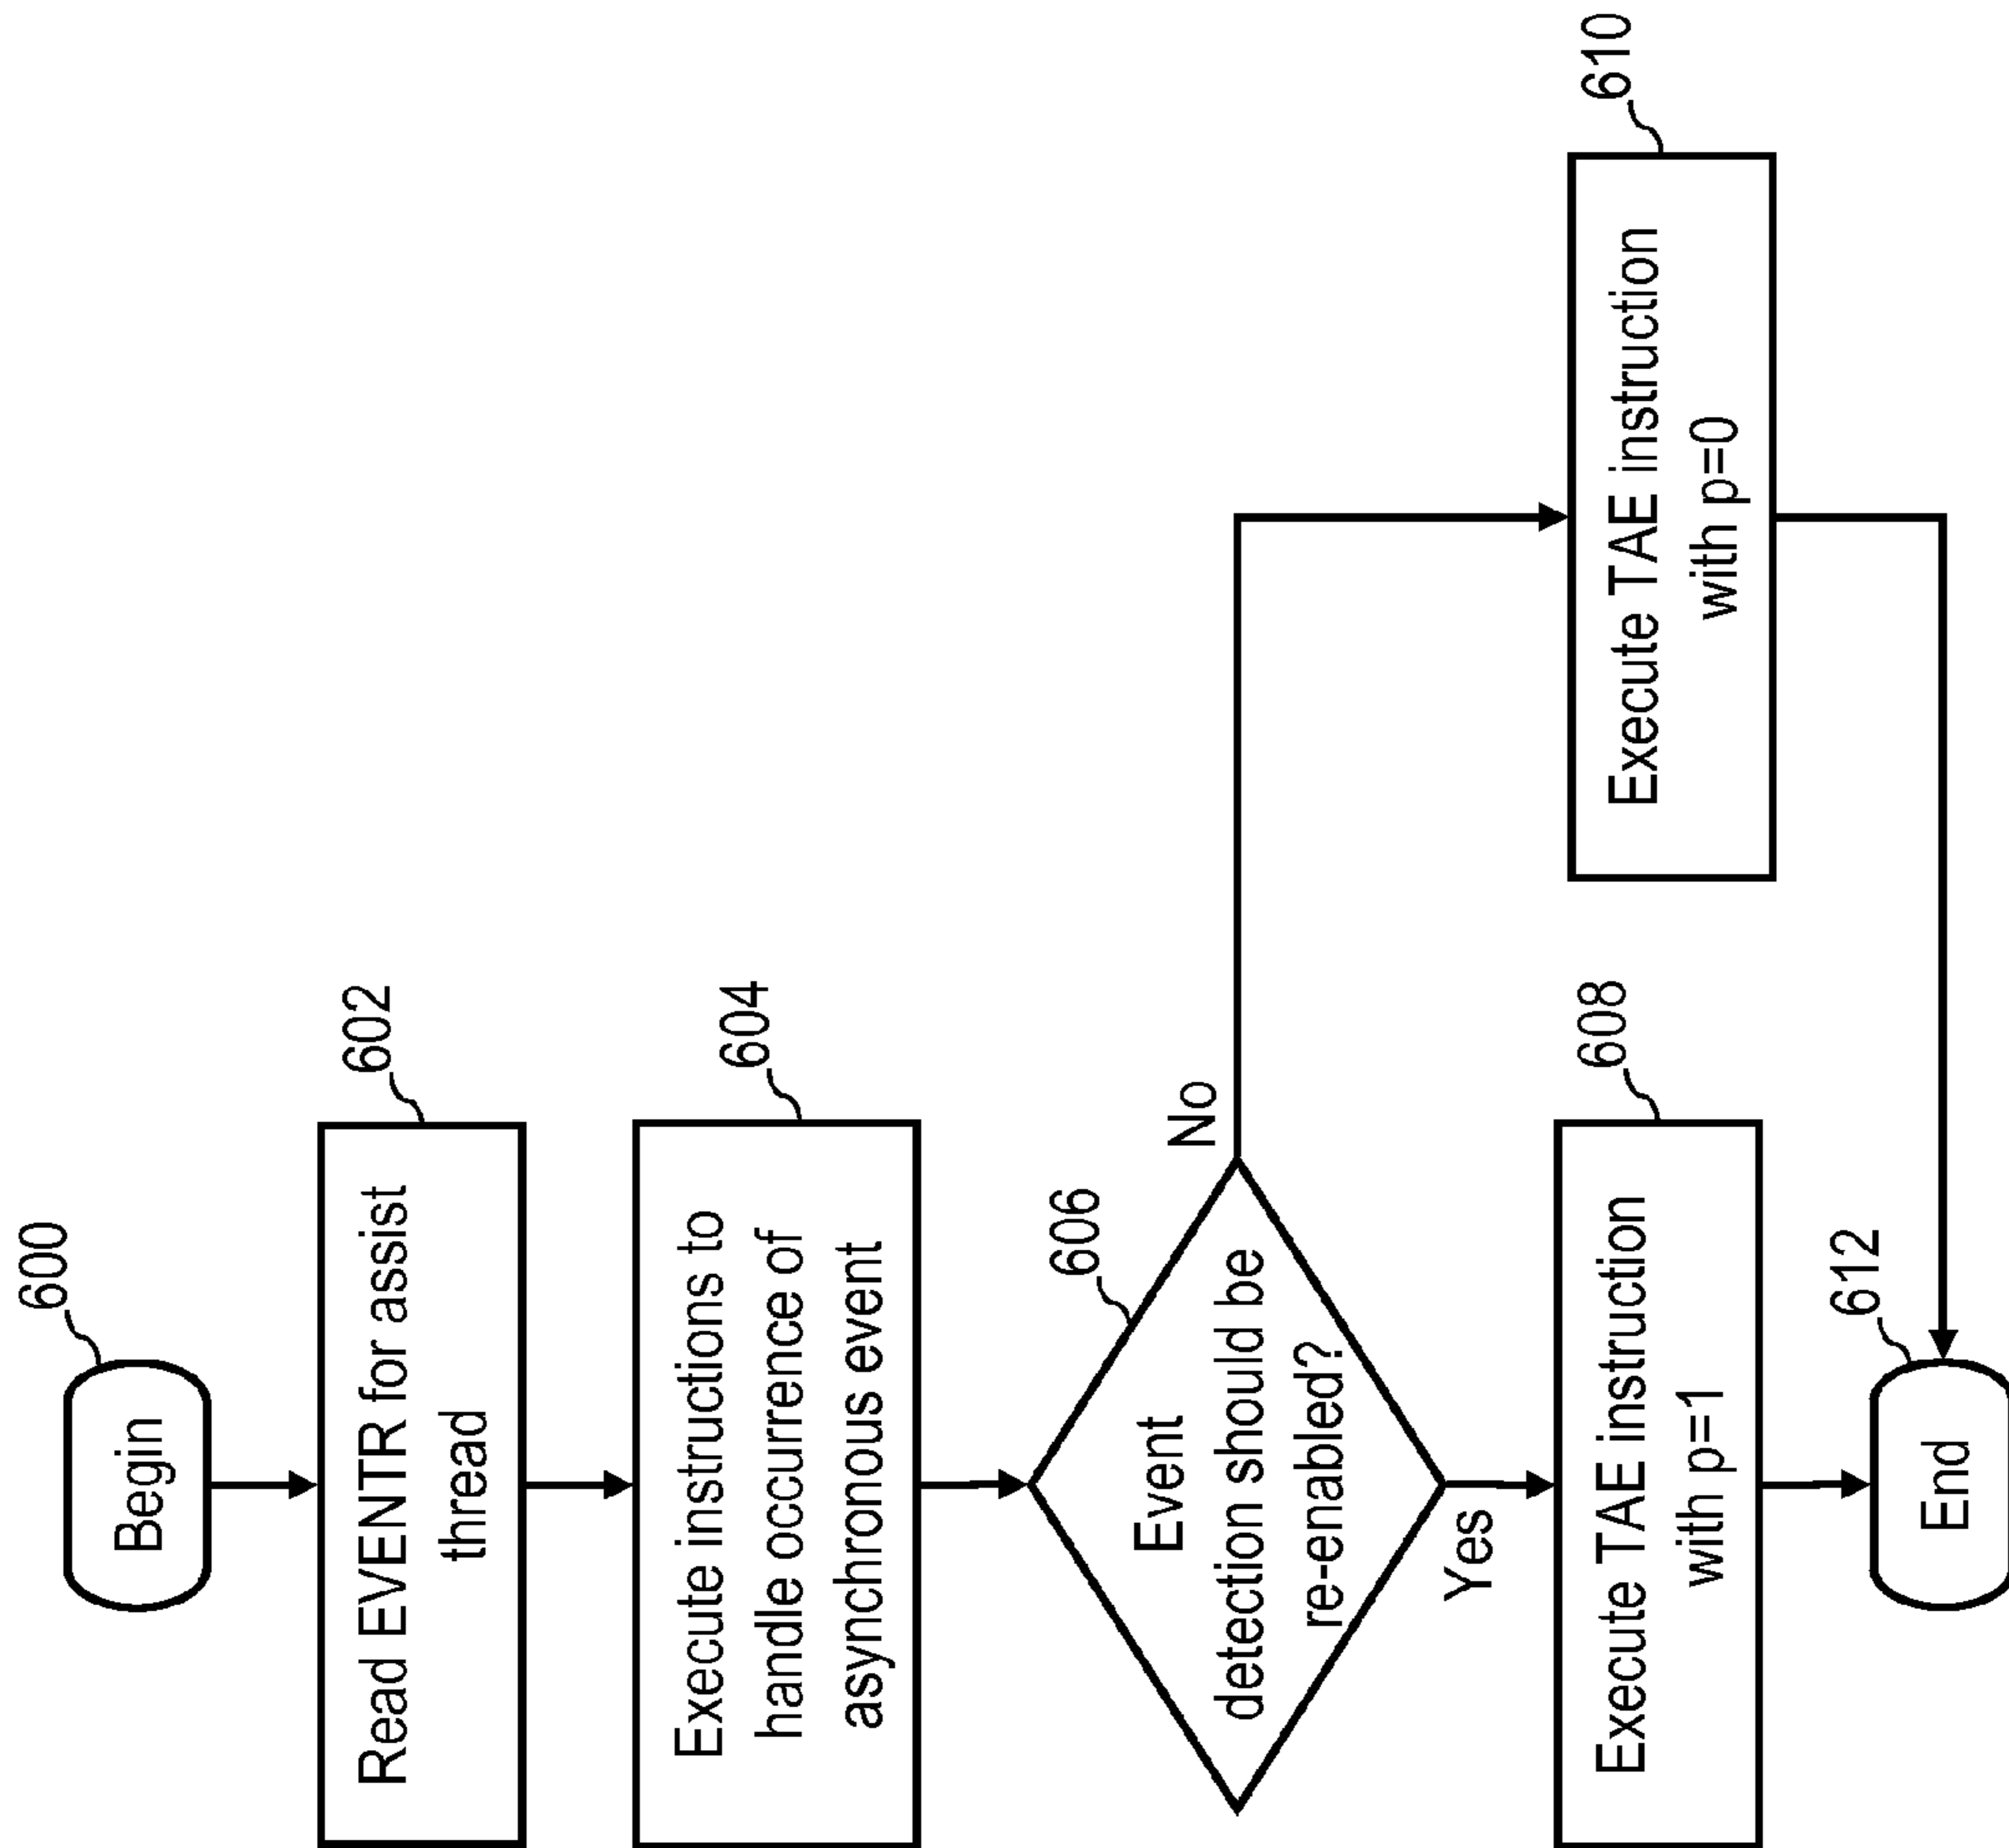 600
Begin
602
Read EVENTR for assist
thread
604
Execute instructions to
handle occurrence of
asynchronous event
606
Event
detection should be
re-enabled?
No
Yes
608
Execute TAE instruction
with p=1
610
Execute TAE instruction
with p=0
612
End